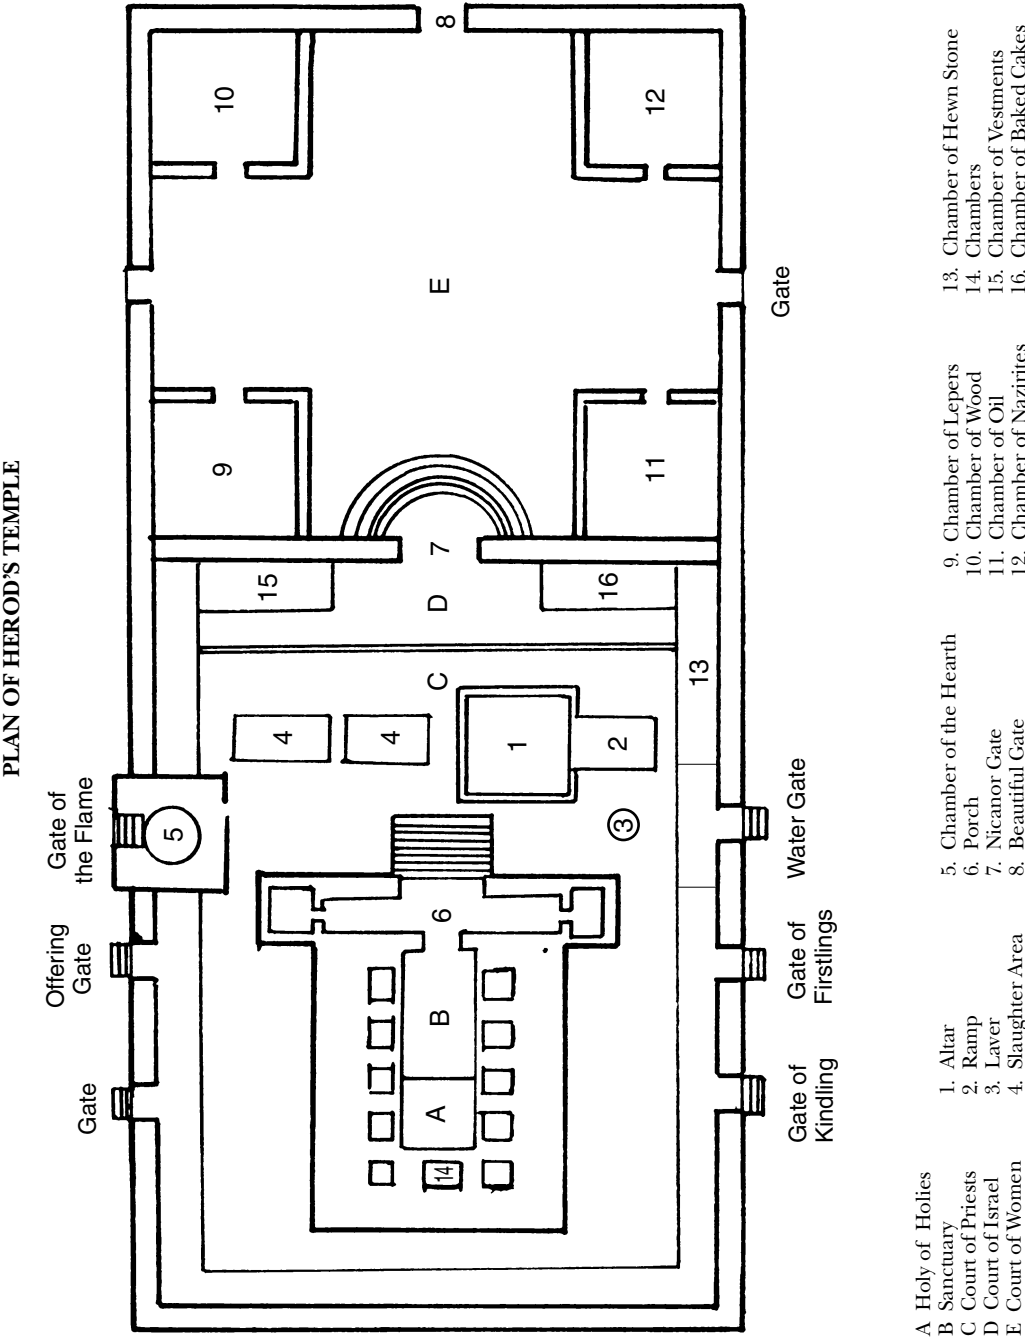 PLAN OF HEROD'S TEMPLE
Gate
Offering
Gate
Gate of
the Flame
5
9
10
15
4
4
14
A
B
6
C
D
7
E
8
1
2
3
13
16
11
12
Gate of
Kindling
Gate of
Firstlings
Water Gate
Gate
A Holy of Holies
B Sanctuary
C Court of Priests
D Court of Israel
E Court of Women
1. Altar
2. Ramp
3. Laver
4. Slaughter Area
5. Chamber of the Hearth
6. Porch
7. Nicanor Gate
8. Beautiful Gate
9. Chamber of Lepers
10. Chamber of Wood
11. Chamber of Oil
12. Chamber of Nazirites
13. Chamber of Hewn Stone
14. Chambers
15. Chamber of Vestments
16. Chamber of Baked Cakes